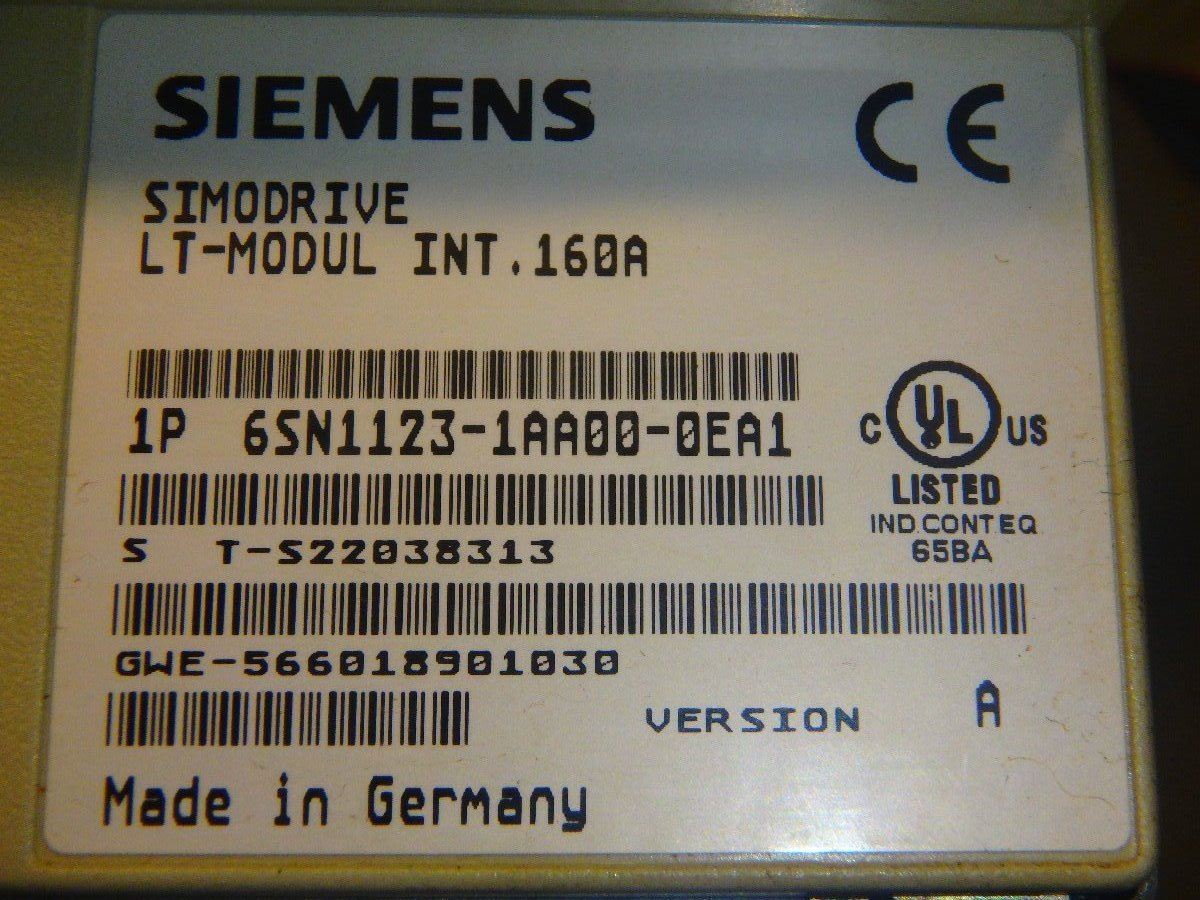 SIEMENS
CE
SIMODRIVE
LT-MODUL INT.160A
1P 6SN1123-1AA00-0EA1
C UL US
LISTED
IND.CONT.EQ
65BA
S T-S22038313
GWE-566018901030
VERSION A
Made in Germany